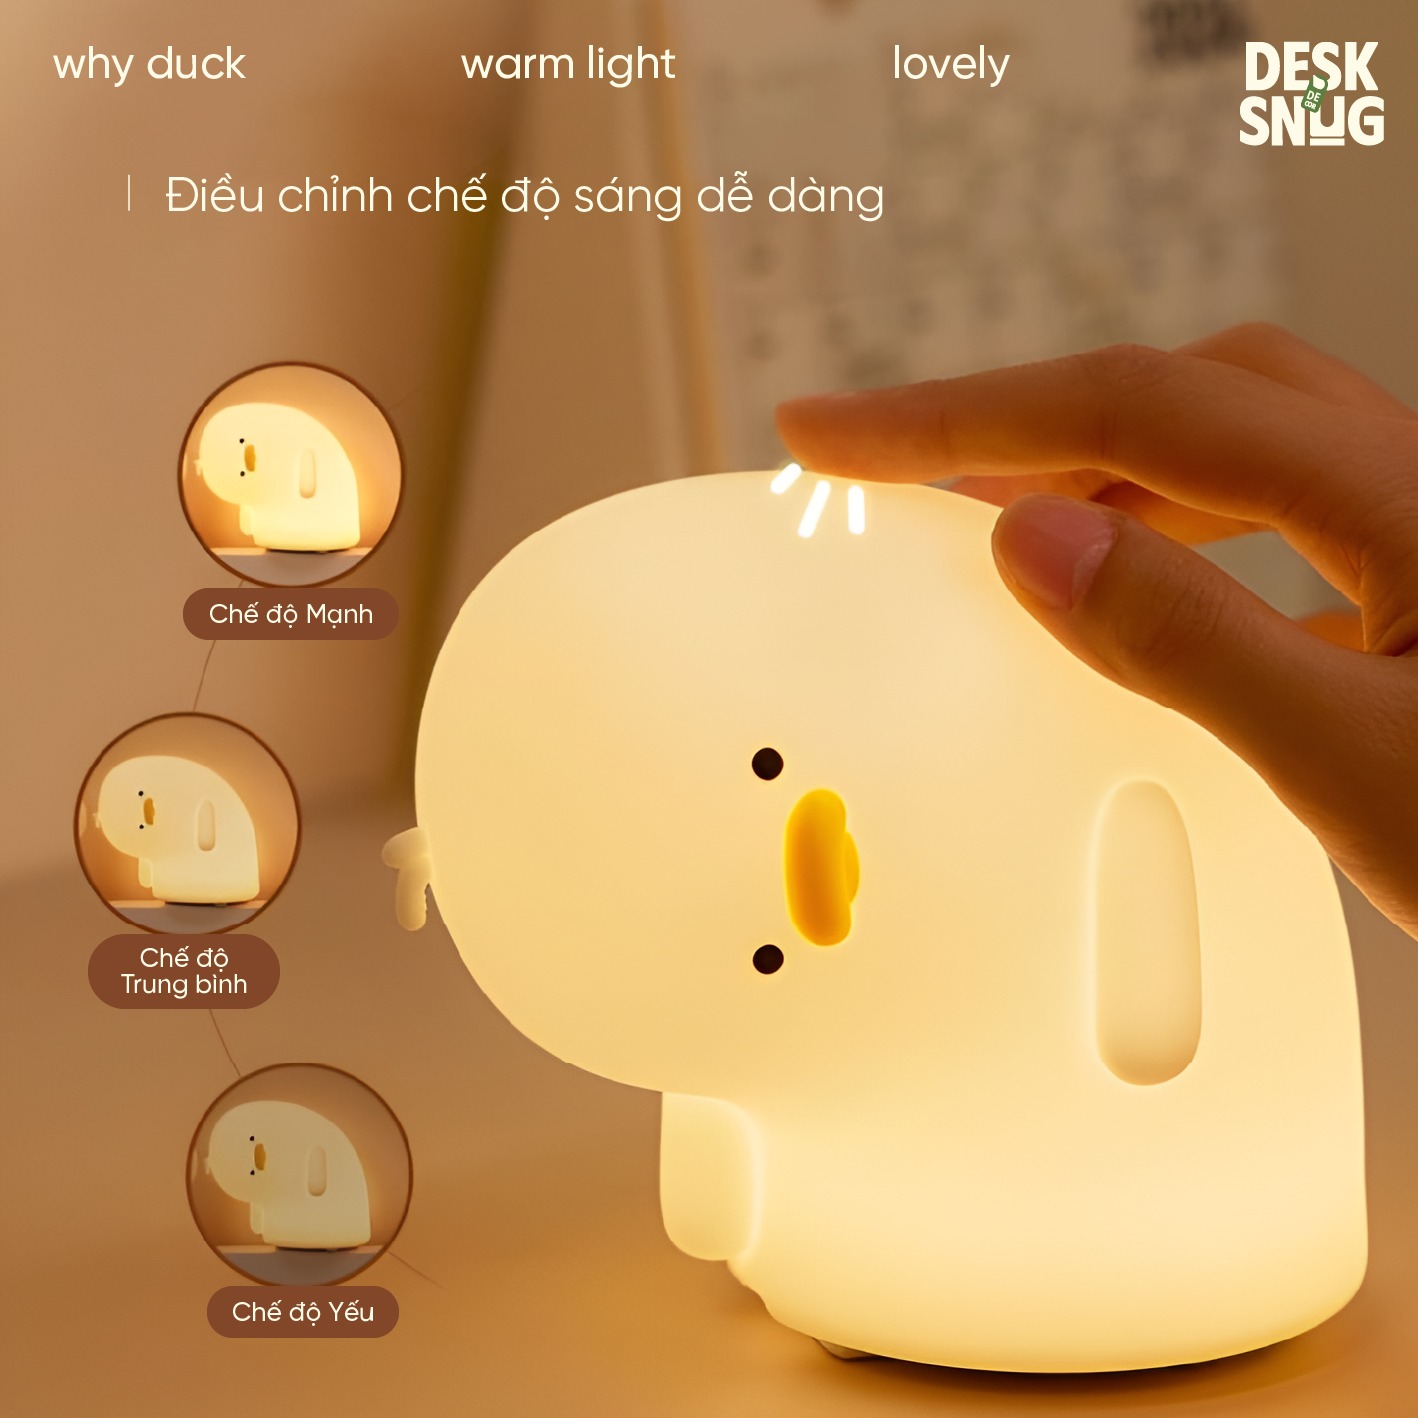 why duck
warm light
lovely
DESK
SNUG
Điều chỉnh chế độ sáng dễ dàng
Chế độ Mạnh
Chế độ
Trung bình
Chế độ Yếu